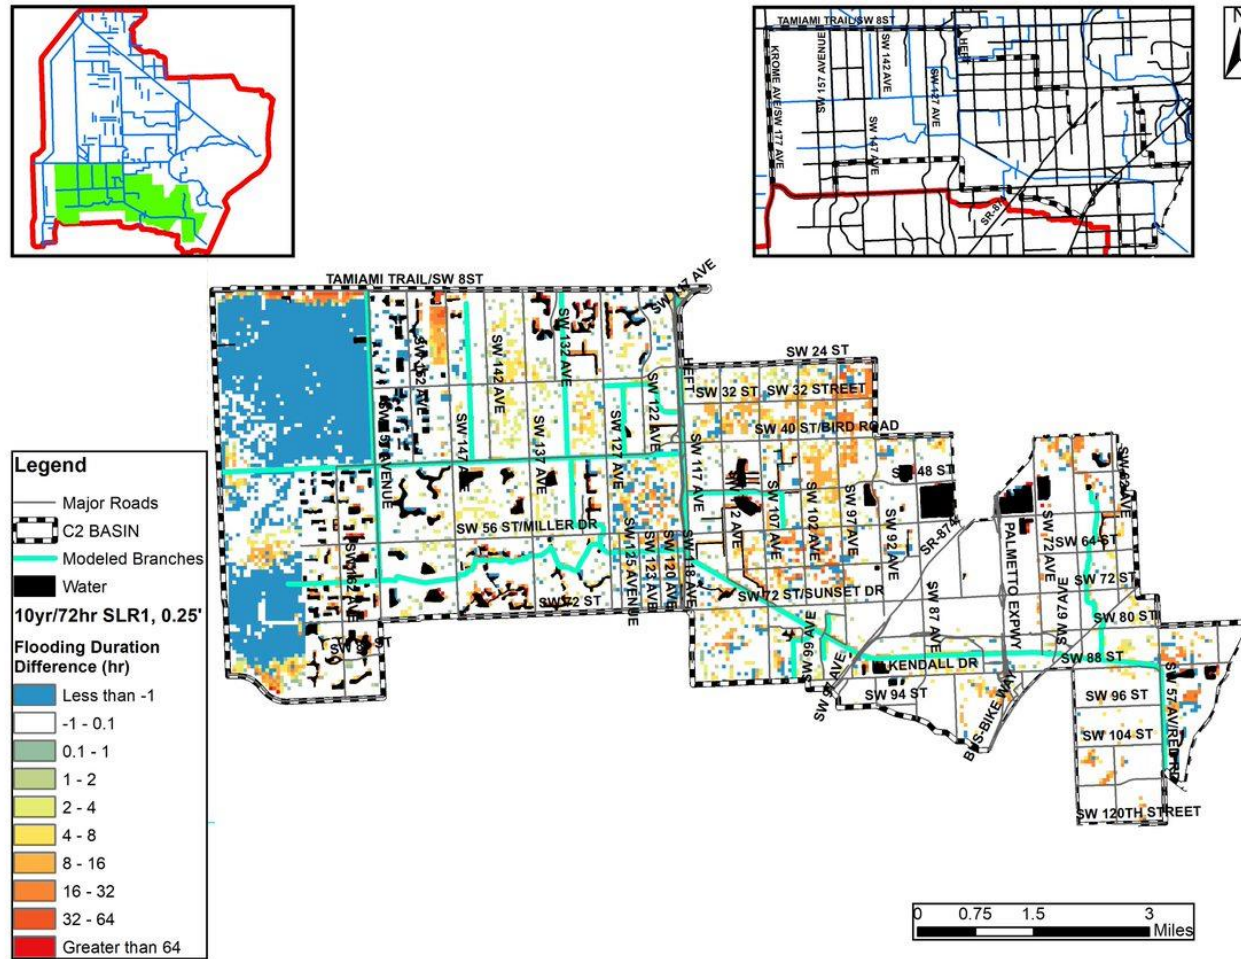 TAMIAMI TRAIL/SW 8ST
KROME AVE/SW 177 AVE
SW 157 AVENUE
SW 142 AVE
SW 147 AVE
SW 127 AVE
HEFT
SR-874
N
TAMIAMI TRAIL/SW 8ST
SW 142 AVE
SW 132 AVE
SW 147 AVE
SW 137 AVE
SW 127 AVE
SW 122 AVE
HEFT
SW 24 ST
SW 32 ST
SW 32 STREET
SW 40 ST/BIRD ROAD
SW 117 AVE
48 ST
SW 107 AVE
SW 102 AVE
SW 97 AVE
SW 92 AVE
SW 56 ST/MILLER DR
SW 125 AVENUE
SW 123 AVE
SW 120 AVE
SW 118 AVE
SR-874
PALMETTO EXPWY
SW 72 AVE
SW 64 ST
SW 72 ST
SW 72 ST
SW 72 ST/SUNSET DR
SW 87 AVE
SW 67 AVE
SW 80 ST
SW 99 AVE
KENDALL DR
SW 88 ST
SW 94 ST
SW 96 ST
SW 57 AV/RED RD
SW 104 ST
SW 120TH STREET
Legend
Major Roads
C2 BASIN
Modeled Branches
Water
10yr/72hr SLR1, 0.25'
Flooding Duration
Difference (hr)
Less than -1
-1 - 0.1
0.1 - 1
1 - 2
2 - 4
4 - 8
8 - 16
16 - 32
32 - 64
Greater than 64
0 0.75 1.5 3
Miles